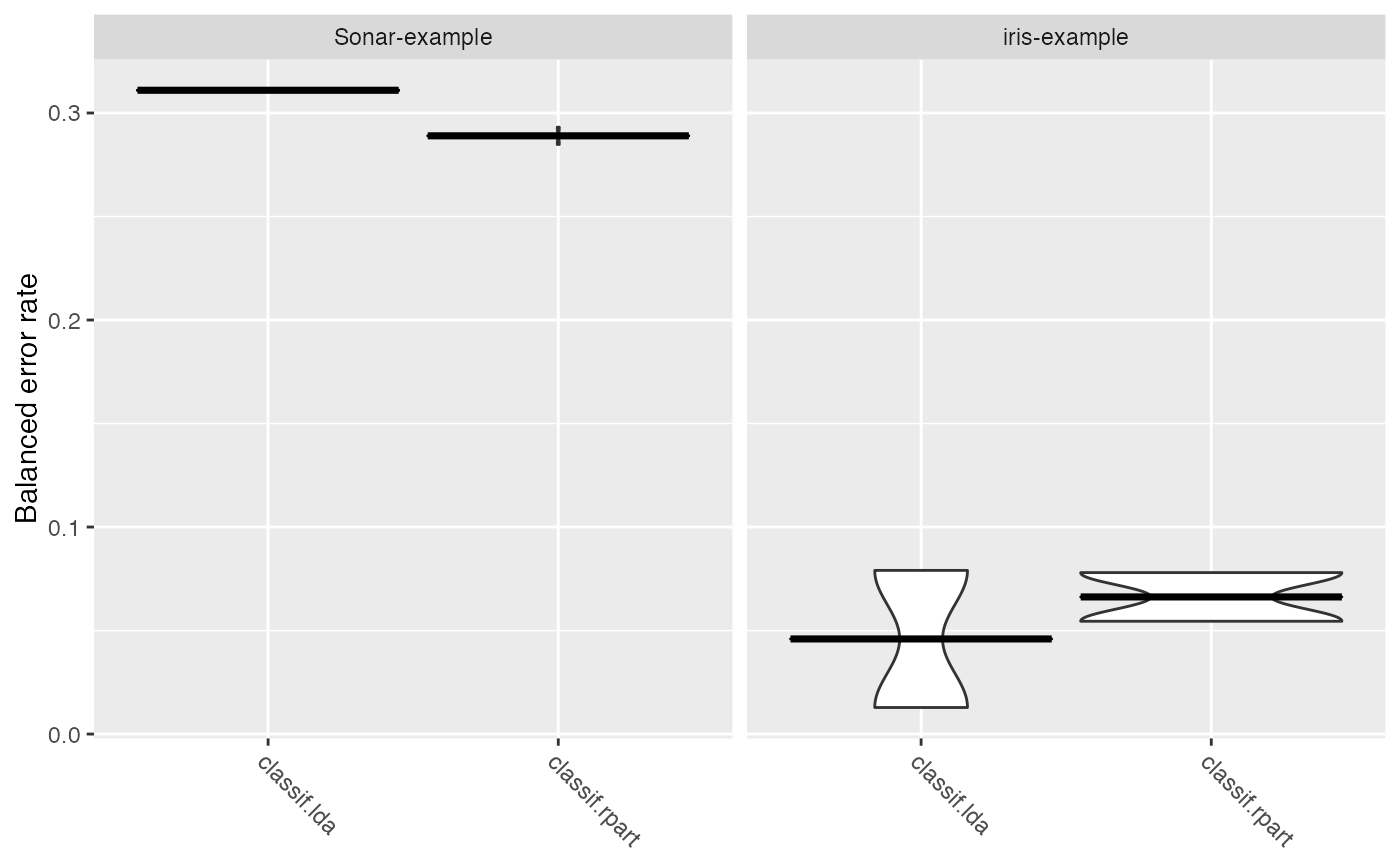 Sonar-example
iris-example
Balanced error rate
0.3
0.2
0.1
0.0
classif.lda
classif.rpart
classif.lda
classif.rpart